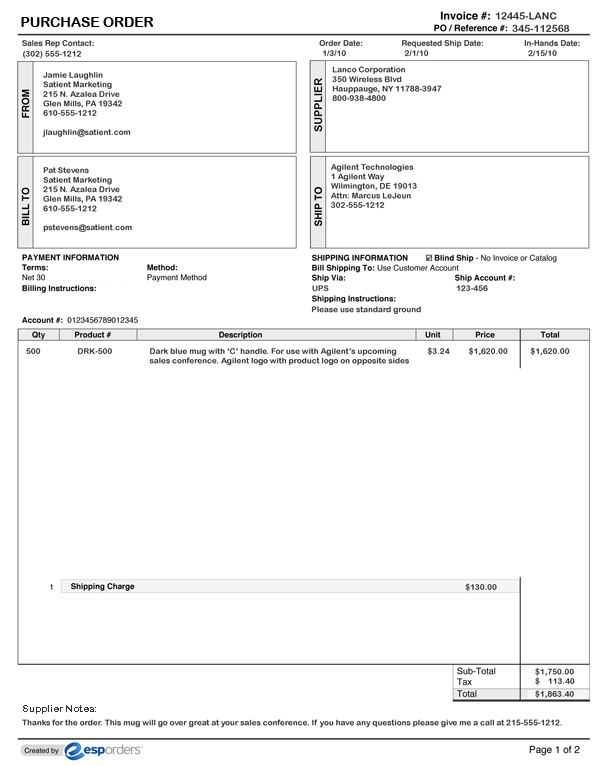 PURCHASE ORDER
Invoice #: 12445-LANC
PO / Reference #: 345-112568
Sales Rep Contact:
(302) 555-1212
Order Date:
1/3/10
Requested Ship Date:
2/1/10
In-Hands Date:
2/15/10
FROM
Jamie Laughlin
Satient Marketing
215 N. Azalea Drive
Glen Mills, PA 19342
610-555-1212
jlaughlin@satient.com
SUPPLIER
Lanco Corporation
350 Wireless Blvd
Hauppauge, NY 11788-3947
800-938-4800
BILL TO
Pat Stevens
Satient Marketing
215 N. Azalea Drive
Glen Mills, PA 19342
610-555-1212
pstevens@satient.com
SHIP TO
Agilent Technologies
1 Agilent Way
Wilmington, DE 19013
Attn: Marcus LeJeun
302-555-1212
PAYMENT INFORMATION
Terms:
Net 30
Method:
Payment Method
Billing Instructions:
Account #: 0123456789012345
SHIPPING INFORMATION ☑ Blind Ship - No Invoice or Catalog
Bill Shipping To: Use Customer Account
Ship Via:
UPS
Ship Account #:
123-456
Shipping Instructions:
Please use standard ground
Qty Product # Description Unit Price Total
500 DRK-500 Dark blue mug with ‘C’ handle. For use with Agilent’s upcoming $3.24 $1,620.00 $1,620.00
sales conference. Agilent logo with product logo on opposite sides
1 Shipping Charge $130.00
Sub-Total $1,750.00
Tax $ 113.40
Total $1,863.40
Supplier Notes:
Thanks for the order. This mug will go over great at your sales conference. If you have any questions please give me a call at 215-555-1212.
Created by esporders
Page 1 of 2